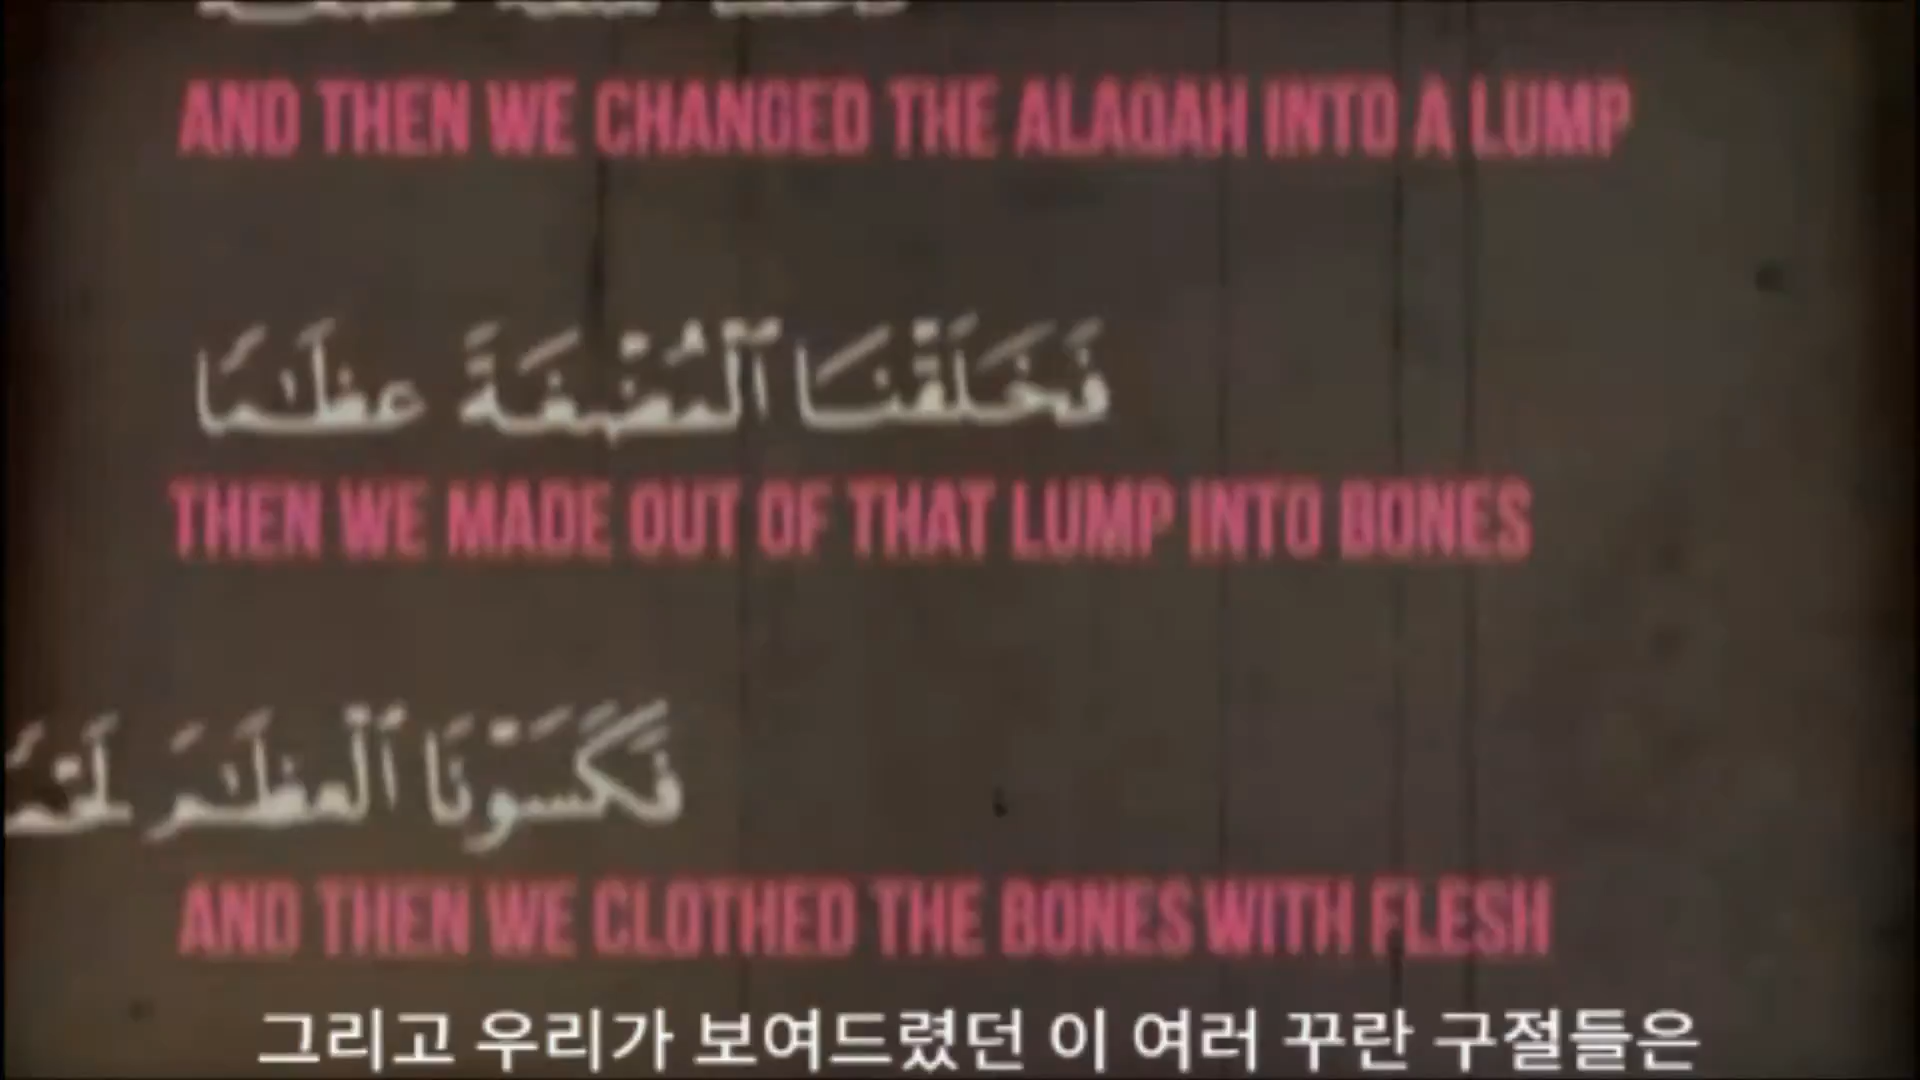 AND THEN WE CHANGED THE ALAQAH INTO A LUMP
فَخَلَقْنَا ٱلْمُضْغَةَ عِظَـٰمًا
THEN WE MADE OUT OF THAT LUMP INTO BONES
فَكَسَوْنَا ٱلْعِظَـٰمَ
AND THEN WE CLOTHED THE BONES WITH FLESH
그리고 우리가 보여드렸던 이 여러 꾸란 구절들은